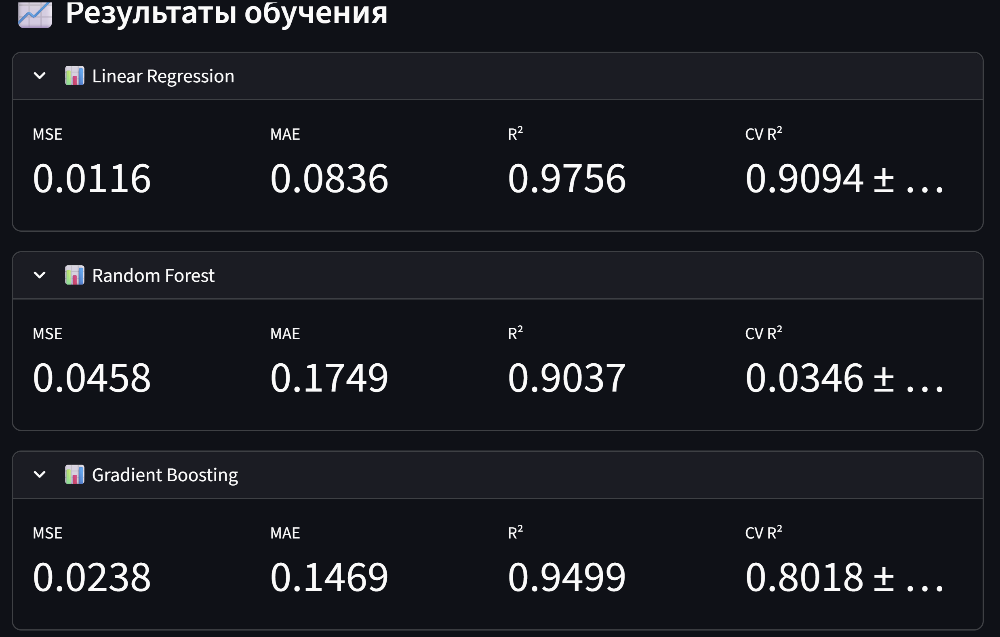 Результаты обучения
Linear Regression
MSE MAE R² CV R²
0.0116 0.0836 0.9756 0.9094 ± ...
Random Forest
MSE MAE R² CV R²
0.0458 0.1749 0.9037 0.0346 ± ...
Gradient Boosting
MSE MAE R² CV R²
0.0238 0.1469 0.9499 0.8018 ± ...